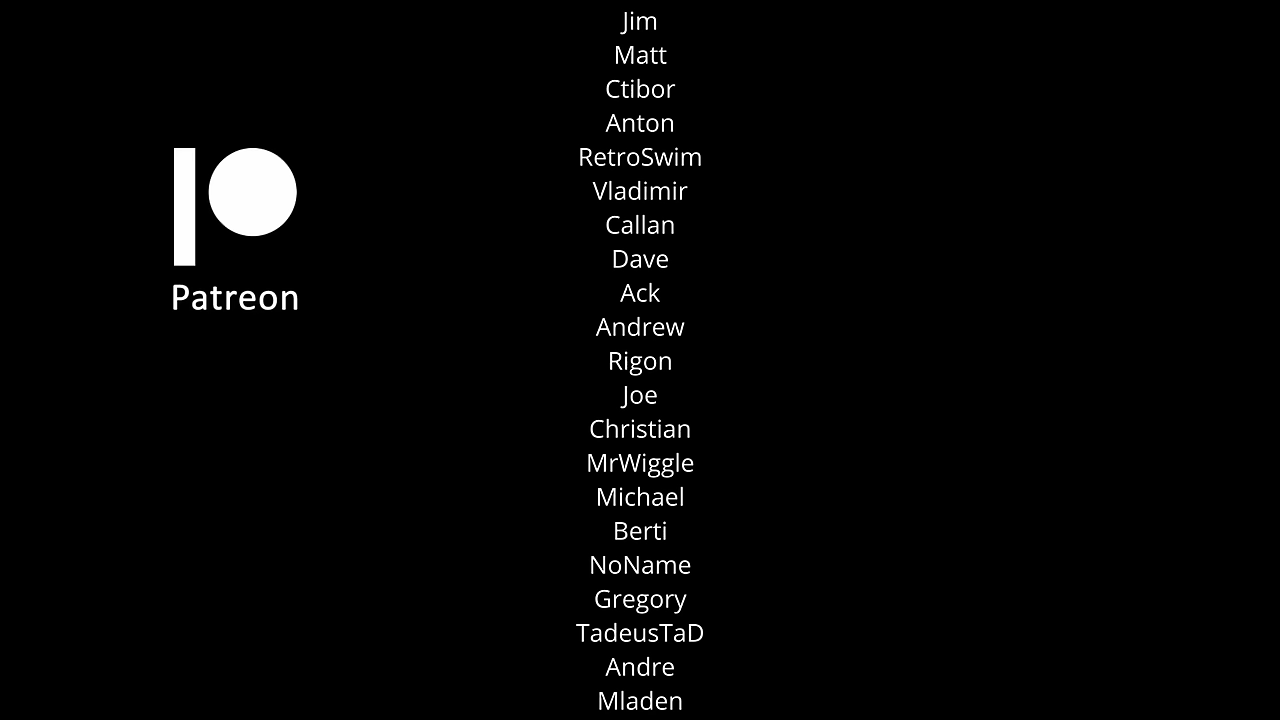 Patreon
Jim
Matt
Ctibor
Anton
RetroSwim
Vladimir
Callan
Dave
Ack
Andrew
Rigon
Joe
Christian
MrWiggle
Michael
Berti
NoName
Gregory
TadeusTaD
Andre
Mladen